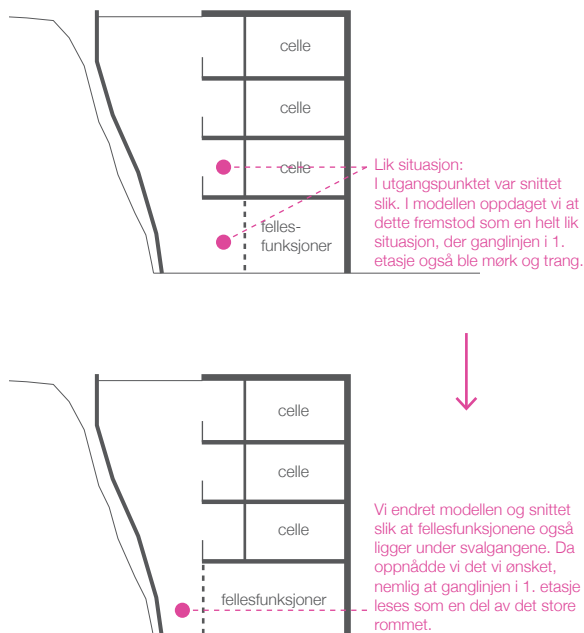 celle
celle
celle
felles-
funksjoner
Lik situasjon:
I utgangspunktet var snittet
slik. I modellen oppdaget vi at
dette fremstod som en helt lik
situasjon, der ganglinjen i 1.
etasje også ble mørk og trang.
celle
celle
celle
fellesfunksjoner
Vi endret modellen og snittet
slik at fellesfunksjonene også
ligger under svalgangene. Da
oppnådde vi det vi ønsket,
nemlig at ganglinjen i 1. etasje
leses som en del av det store
rommet.